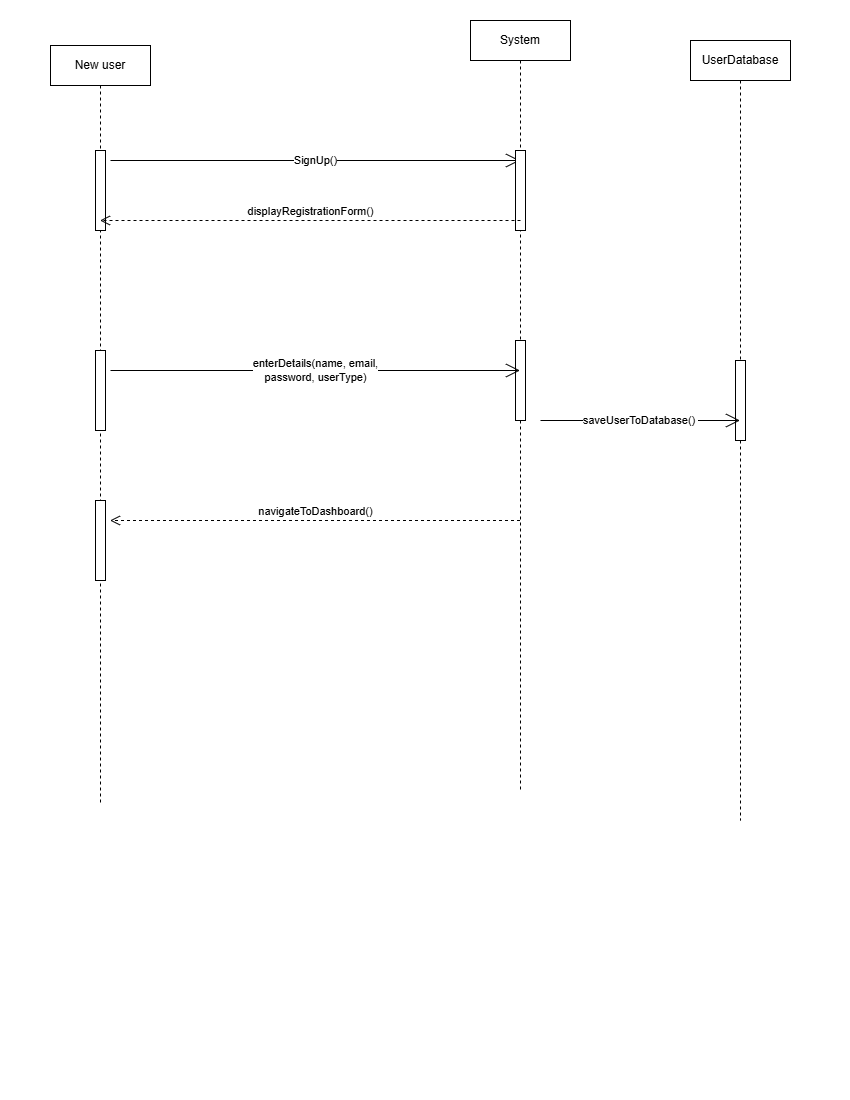 System
New user
UserDatabase
SignUp()
displayRegistrationForm()
enterDetails(name, email,
password, userType)
saveUserToDatabase()
navigateToDashboard()